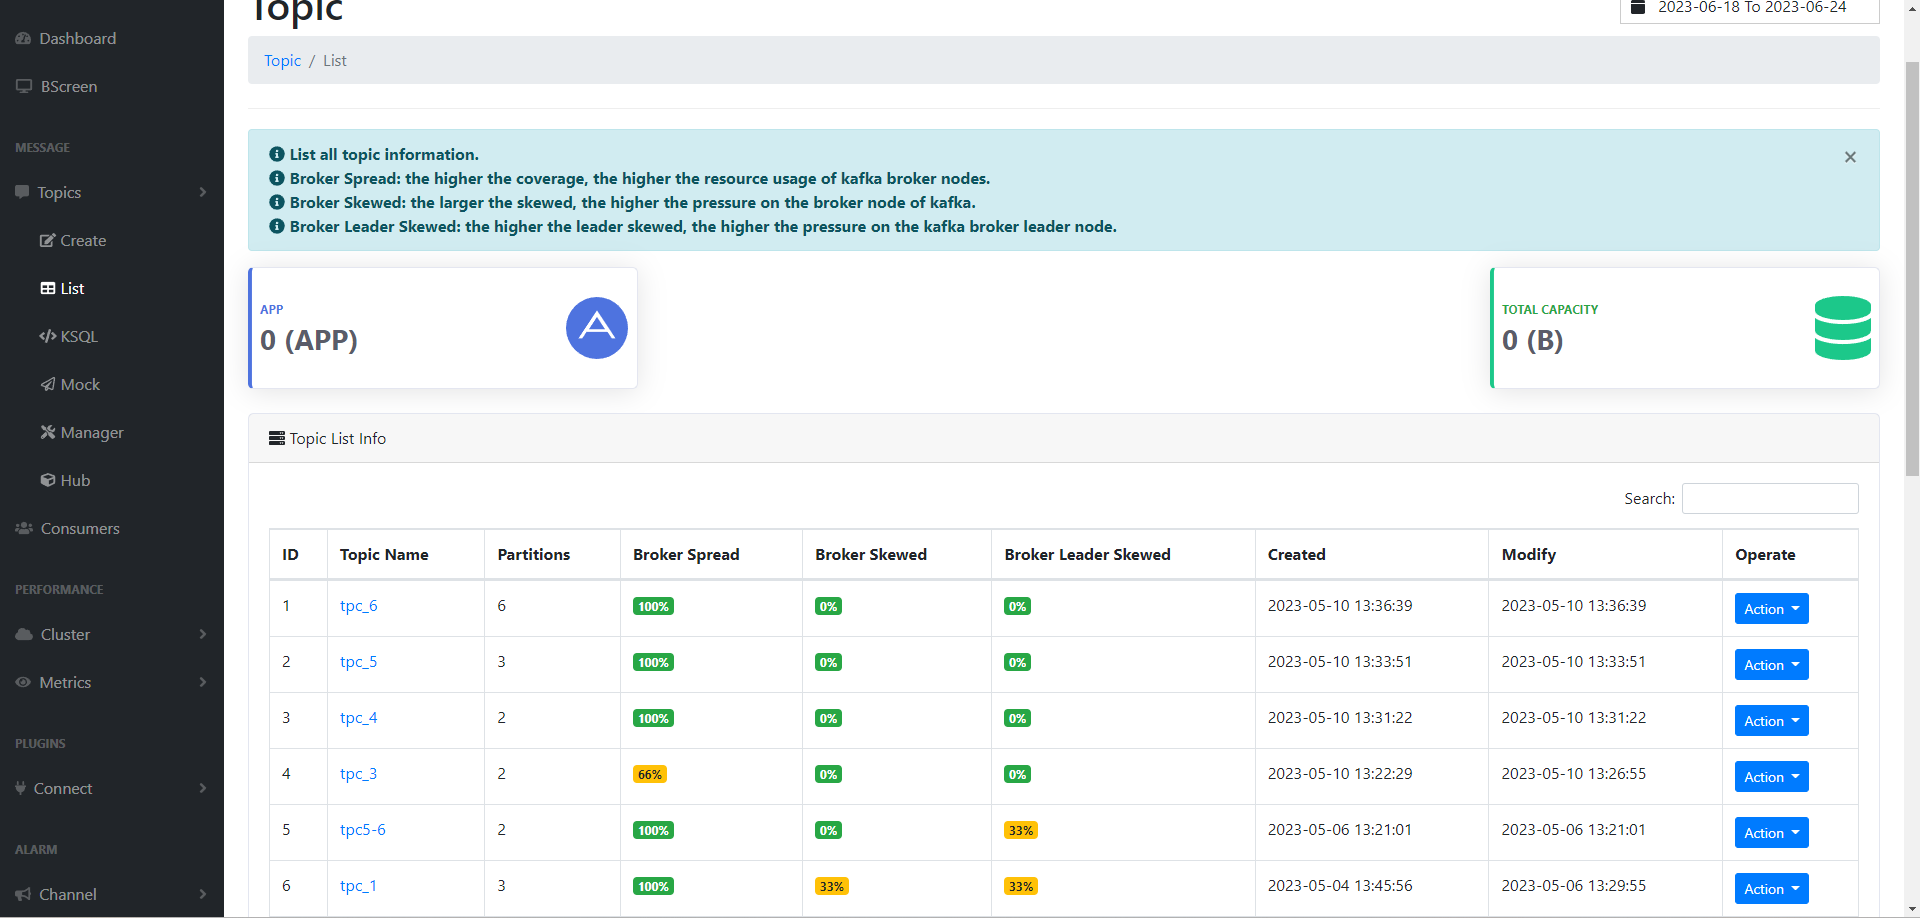 Topic
2023-06-18 To 2023-06-24
Dashboard
BScreen
MESSAGE
Topics
Create
List
KSQL
Mock
Manager
Hub
Consumers
PERFORMANCE
Cluster
Metrics
PLUGINS
Connect
ALARM
Channel
Topic / List
List all topic information.
Broker Spread: the higher the coverage, the higher the resource usage of kafka broker nodes.
Broker Skewed: the larger the skewed, the higher the pressure on the broker node of kafka.
Broker Leader Skewed: the higher the leader skewed, the higher the pressure on the kafka broker leader node.
×
APP
0 (APP)
TOTAL CAPACITY
0 (B)
Topic List Info
Search:
ID Topic Name Partitions Broker Spread Broker Skewed Broker Leader Skewed Created Modify Operate
1 tpc_6 6 100% 0% 0% 2023-05-10 13:36:39 2023-05-10 13:36:39 Action
2 tpc_5 3 100% 0% 0% 2023-05-10 13:33:51 2023-05-10 13:33:51 Action
3 tpc_4 2 100% 0% 0% 2023-05-10 13:31:22 2023-05-10 13:31:22 Action
4 tpc_3 2 66% 0% 0% 2023-05-10 13:22:29 2023-05-10 13:26:55 Action
5 tpc5-6 2 100% 0% 33% 2023-05-06 13:21:01 2023-05-06 13:21:01 Action
6 tpc_1 3 100% 33% 33% 2023-05-04 13:45:56 2023-05-06 13:29:55 Action